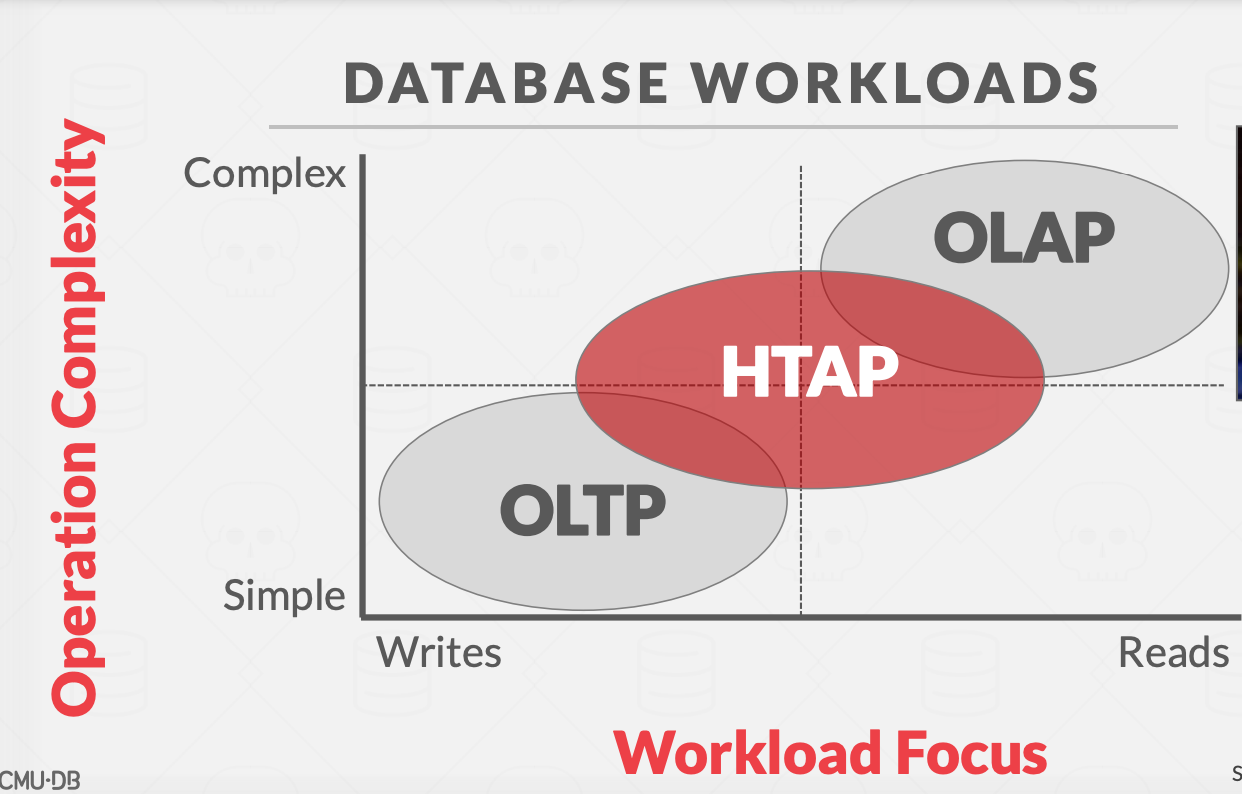 DATABASE WORKLOADS
Operation Complexity
Complex
OLAP
HTAP
OLTP
Simple
Writes
Reads
Workload Focus
CMU·DB
S